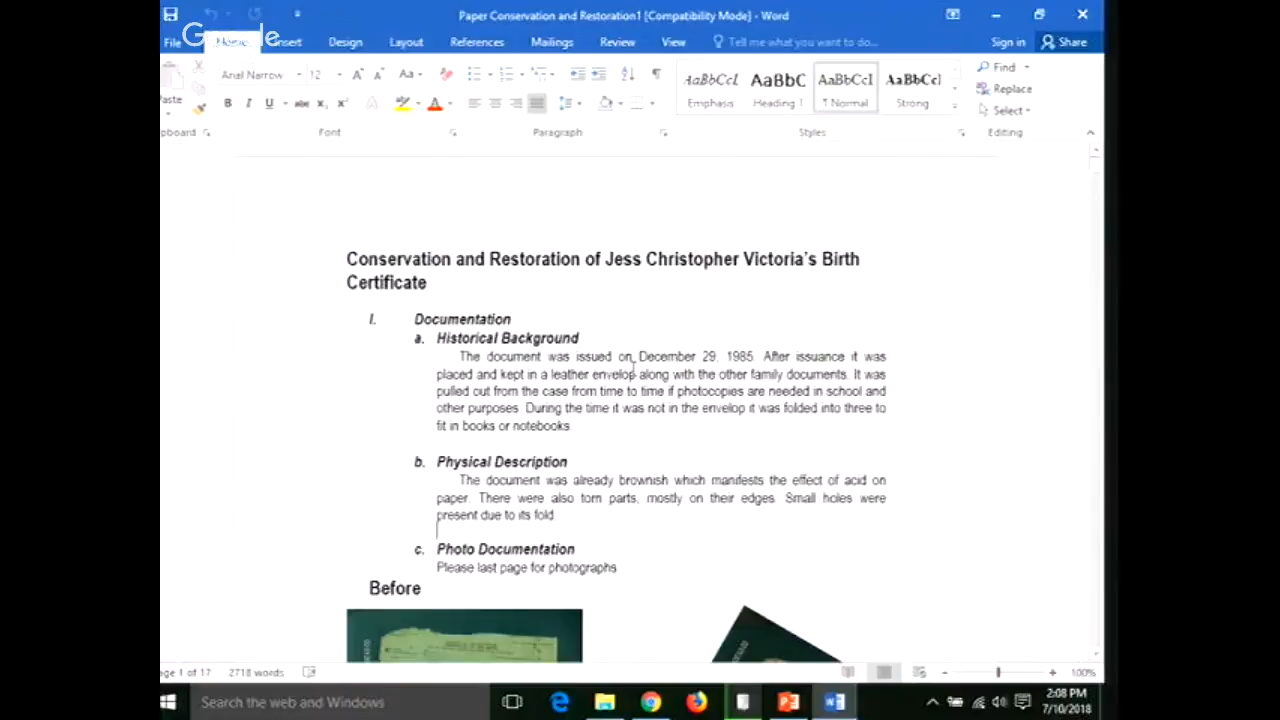 Paper Conservation and Restoration1 [Compatibility Mode] - Word
File Home Insert Design Layout References Mailings Review View Tell me what you want to do... Sign in Share
Arial Narrow 12 Aa
Find
Replace
Select
AaBbCcI AaBbC AaBbCcI AaBbCcI
Emphasis Heading 1 ¶ Normal Strong
Font Paragraph Styles Editing
Conservation and Restoration of Jess Christopher Victoria's Birth
Certificate
I. Documentation
a. Historical Background
The document was issued on December 29, 1985. After issuance it was
placed and kept in a leather envelop along with the other family documents. It was
pulled out from the case from time to time if photocopies are needed in school and
other purposes. During the time it was not in the envelop it was folded into three to
fit in books or notebooks
b. Physical Description
The document was already brownish which manifests the effect of acid on
paper. There were also torn parts, mostly on their edges. Small holes were
present due to its fold
c. Photo Documentation
Please last page for photographs
Before
age 1 of 17 2718 words 100%
Search the web and Windows
2:08 PM
7/10/2018